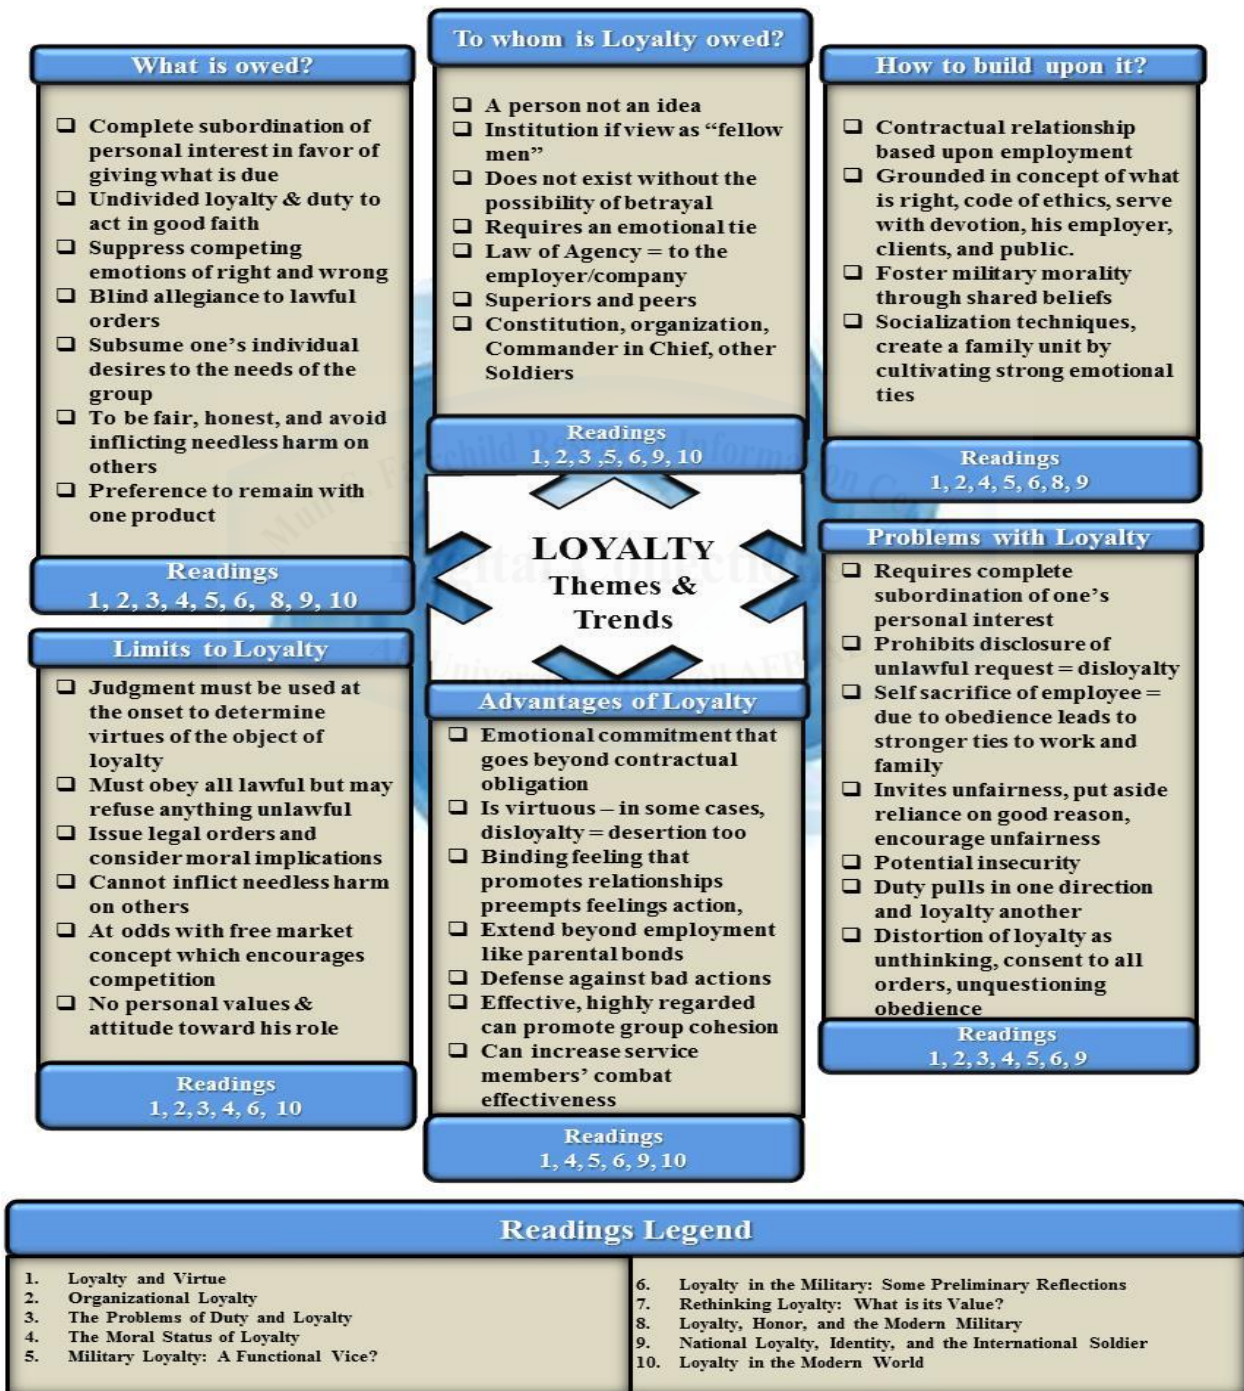 What is owed?
❑ Complete subordination of
personal interest in favor of
giving what is due
❑ Undivided loyalty & duty to
act in good faith
❑ Suppress competing
emotions of right and wrong
❑ Blind allegiance to lawful
orders
❑ Subsume one's individual
desires to the needs of the
group
❑ To be fair, honest, and avoid
inflicting needless harm on
others
❑ Preference to remain with
one product
Readings
1, 2, 3, 4, 5, 6, 8, 9, 10
To whom is Loyalty owed?
❑ A person not an idea
❑ Institution if view as “fellow
men”
❑ Does not exist without the
possibility of betrayal
❑ Requires an emotional tie
❑ Law of Agency = to the
employer/company
❑ Superiors and peers
❑ Constitution, organization,
Commander in Chief, other
Soldiers
Readings
1, 2, 3 ,5, 6, 9, 10
How to build upon it?
❑ Contractual relationship
based upon employment
❑ Grounded in concept of what
is right, code of ethics, serve
with devotion, his employer,
clients, and public.
❑ Foster military morality
through shared beliefs
❑ Socialization techniques,
create a family unit by
cultivating strong emotional
ties
Readings
1, 2, 4, 5, 6, 8, 9
LOYALTY
Themes &
Trends
Limits to Loyalty
❑ Judgment must be used at
the onset to determine
virtues of the object of
loyalty
❑ Must obey all lawful but may
refuse anything unlawful
❑ Issue legal orders and
consider moral implications
❑ Cannot inflict needless harm
on others
❑ At odds with free market
concept which encourages
competition
❑ No personal values &
attitude toward his role
Readings
1, 2, 3, 4, 6, 10
Advantages of Loyalty
❑ Emotional commitment that
goes beyond contractual
obligation
❑ Is virtuous – in some cases,
disloyalty = desertion too
❑ Binding feeling that
promotes relationships
preempts feelings action,
❑ Extend beyond employment
like parental bonds
❑ Defense against bad actions
❑ Effective, highly regarded
can promote group cohesion
❑ Can increase service
members' combat
effectiveness
Readings
1, 4, 5, 6, 9, 10
Problems with Loyalty
❑ Requires complete
subordination of one's
personal interest
❑ Prohibits disclosure of
unlawful request = disloyalty
❑ Self sacrifice of employee =
due to obedience leads to
stronger ties to work and
family
❑ Invites unfairness, put aside
reliance on good reason,
encourage unfairness
❑ Potential insecurity
❑ Duty pulls in one direction
and loyalty another
❑ Distortion of loyalty as
unthinking, consent to all
orders, unquestioning
obedience
Readings
1, 2, 3, 4, 5, 6, 9
Readings Legend
1. Loyalty and Virtue
2. Organizational Loyalty
3. The Problems of Duty and Loyalty
4. The Moral Status of Loyalty
5. Military Loyalty: A Functional Vice?
6. Loyalty in the Military: Some Preliminary Reflections
7. Rethinking Loyalty: What is its Value?
8. Loyalty, Honor, and the Modern Military
9. National Loyalty, Identity, and the International Soldier
10. Loyalty in the Modern World